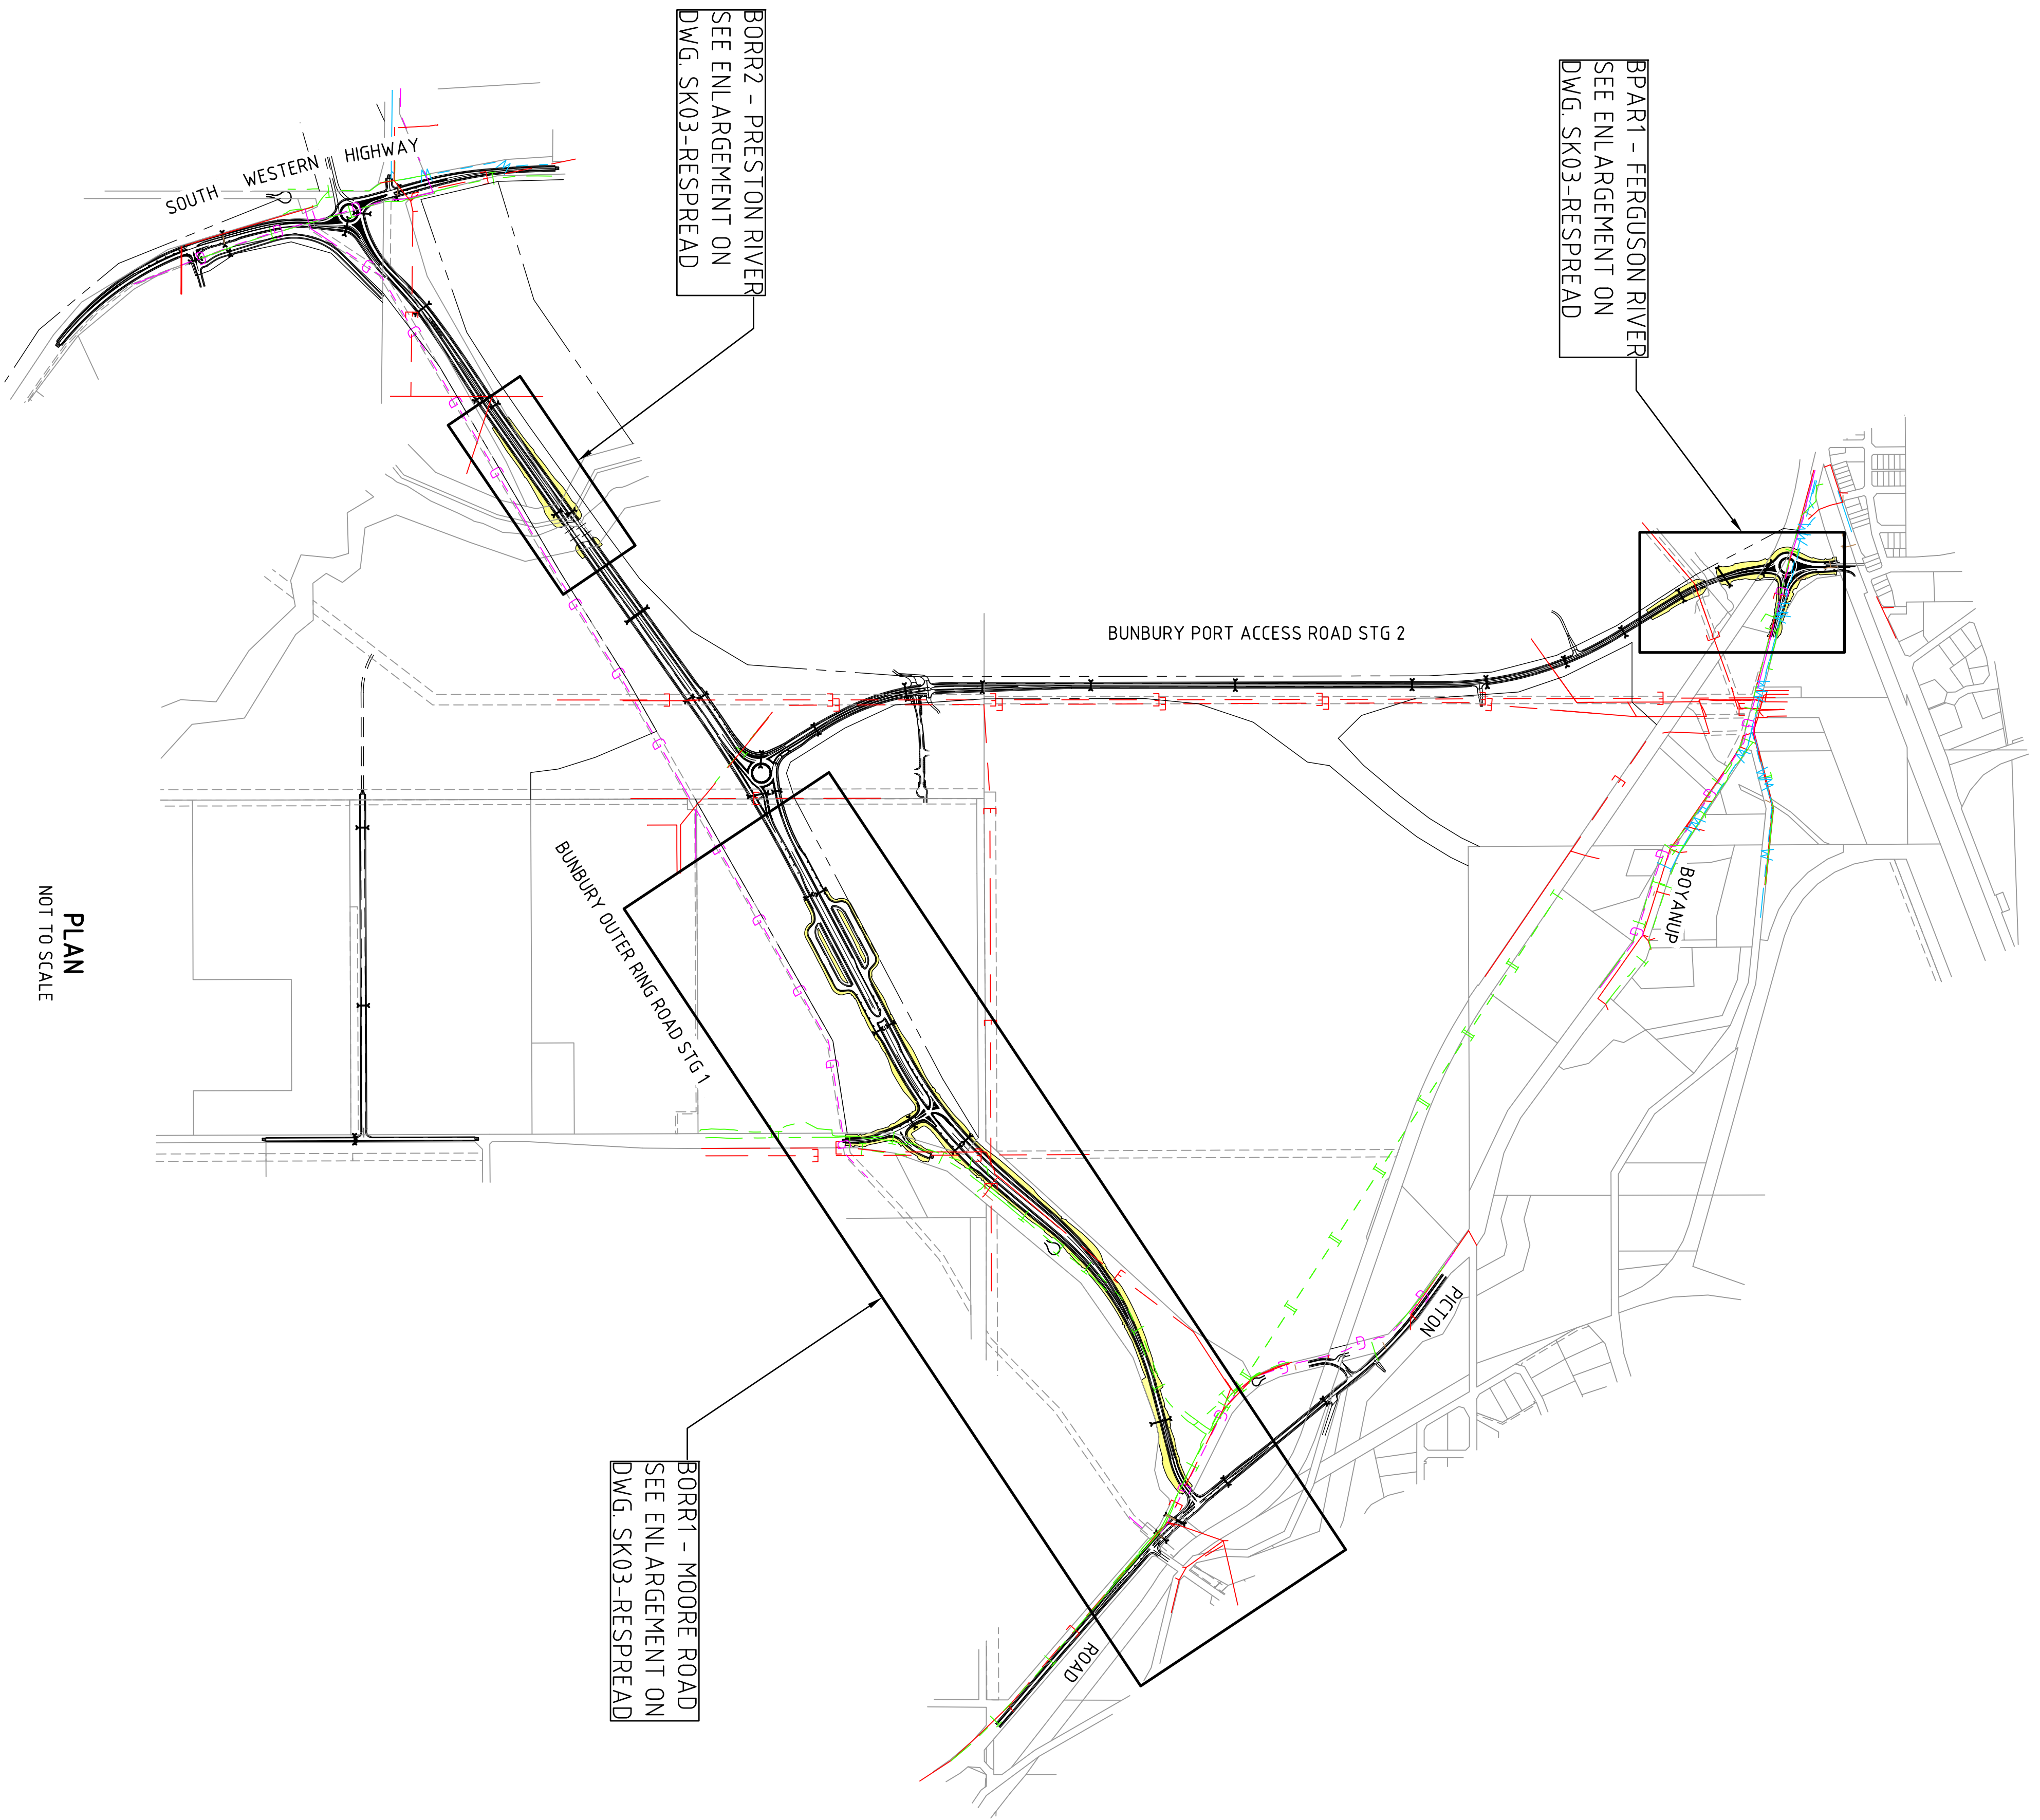 BORR2 - PRESTON RIVER
SEE ENLARGEMENT ON
DWG. SK03-RESPREAD
BPAR1 - FERGUSON RIVER
SEE ENLARGEMENT ON
DWG. SK03-RESPREAD
SOUTH WESTERN HIGHWAY
BUNBURY PORT ACCESS ROAD STG 2
BOYANUP
BUNBURY OUTER RING ROAD STG 1
PICTON
ROAD
BORR1 - MOORE ROAD
SEE ENLARGEMENT ON
DWG. SK03-RESPREAD
PLAN
NOT TO SCALE